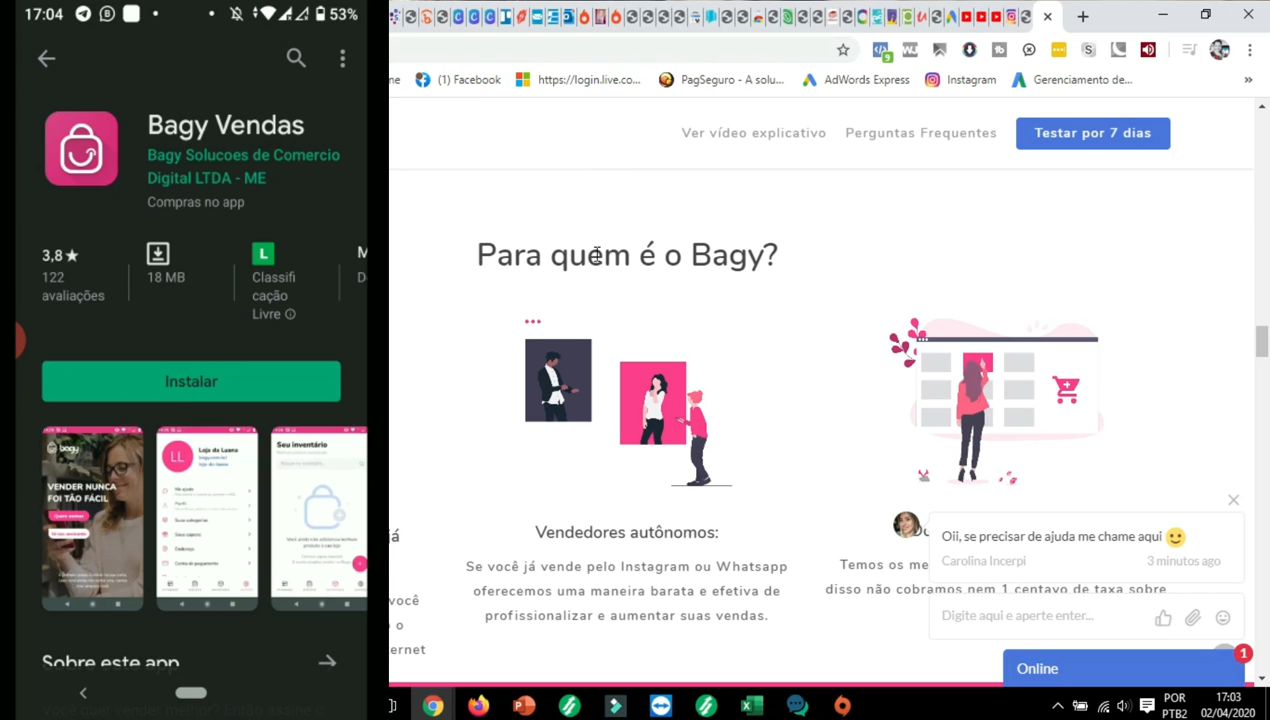 17:04
53%
Bagy Vendas
Bagy Solucoes de Comercio
Digital LTDA - ME
Compras no app
3,8★
122
avaliações
18 MB
L
Classifi
cação
Livre
M
D
Instalar
bagy
VENDER NUNCA
FOI TÃO FÁCIL
LL
Loja da Luana
Seu inventário
Sobre este app
ne
(1) Facebook
https://login.live.co...
PagSeguro - A solu...
AdWords Express
Instagram
Gerenciamento de...
»
Ver vídeo explicativo
Perguntas Frequentes
Testar por 7 dias
Para quem é o Bagy?
já
você
o
ernet
Vendedores autônomos:
Se você já vende pelo Instagram ou Whatsapp
oferecemos uma maneira barata e efetiva de
profissionalizar e aumentar suas vendas.
Temos os me
disso não cobramos nem 1 centavo de taxa sobre
Oii, se precisar de ajuda me chame aqui
Carolina Incerpi
3 minutos ago
Digite aqui e aperte enter...
Online
1
POR
PTB2
17:03
02/04/2020